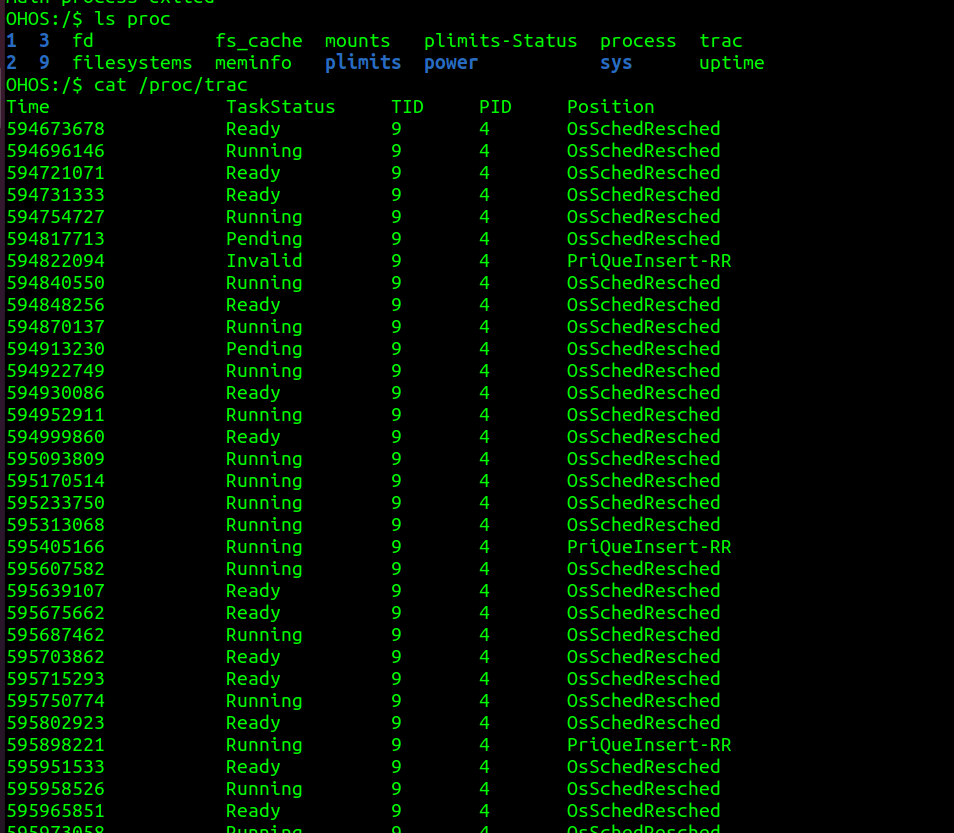 Main process exited
OHOS:/$ ls proc
1 3 fd fs_cache mounts plimits-Status process trac
2 9 filesystems meminfo plimits power sys uptime
OHOS:/$ cat /proc/trac
Time TaskStatus TID PID Position
594673678 Ready 9 4 OsSchedResched
594696146 Running 9 4 OsSchedResched
594721071 Ready 9 4 OsSchedResched
594731333 Ready 9 4 OsSchedResched
594754727 Running 9 4 OsSchedResched
594817713 Pending 9 4 OsSchedResched
594822094 Invalid 9 4 PriQueInsert-RR
594840550 Running 9 4 OsSchedResched
594848256 Ready 9 4 OsSchedResched
594870137 Running 9 4 OsSchedResched
594913230 Pending 9 4 OsSchedResched
594922749 Running 9 4 OsSchedResched
594930086 Ready 9 4 OsSchedResched
594952911 Running 9 4 OsSchedResched
594999860 Ready 9 4 OsSchedResched
595093809 Running 9 4 OsSchedResched
595170514 Running 9 4 OsSchedResched
595233750 Running 9 4 OsSchedResched
595313068 Running 9 4 OsSchedResched
595405166 Running 9 4 PriQueInsert-RR
595607582 Running 9 4 OsSchedResched
595639107 Ready 9 4 OsSchedResched
595675662 Ready 9 4 OsSchedResched
595687462 Running 9 4 OsSchedResched
595703862 Ready 9 4 OsSchedResched
595715293 Ready 9 4 OsSchedResched
595750774 Running 9 4 OsSchedResched
595802923 Ready 9 4 OsSchedResched
595898221 Running 9 4 PriQueInsert-RR
595951533 Ready 9 4 OsSchedResched
595958526 Running 9 4 OsSchedResched
595965851 Ready 9 4 OsSchedResched
595973058 Running 9 4 OsSchedResched